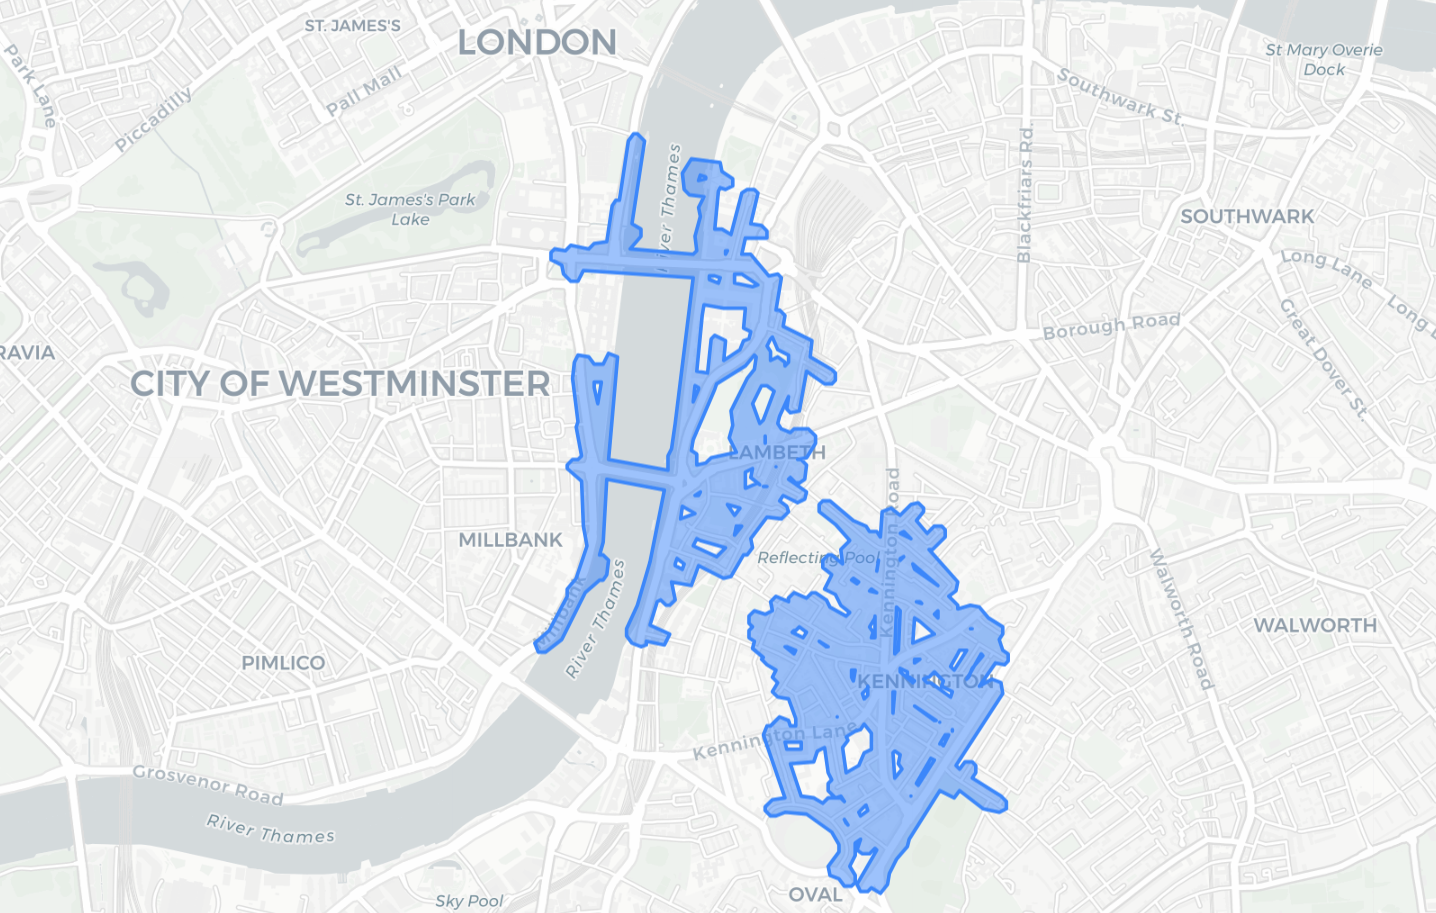 ST. JAMES'S
LONDON
St Mary Overie
Dock
Park Lane
Pall Mall
Piccadilly
Southwark St.
Blackfriars Rd.
River Thames
St. James's Park
Lake
SOUTHWARK
Long Lane
Long
Great Dover St.
Borough Road
RAVIA
CITY OF WESTMINSTER
LAMBETH
Kennington Road
MILLBANK
Reflecting Pool
Millbank
River Thames
Walworth Road
WALWORTH
PIMLICO
KENNINGTON
Kennington Lane
Grosvenor Road
River Thames
OVAL
Sky Pool